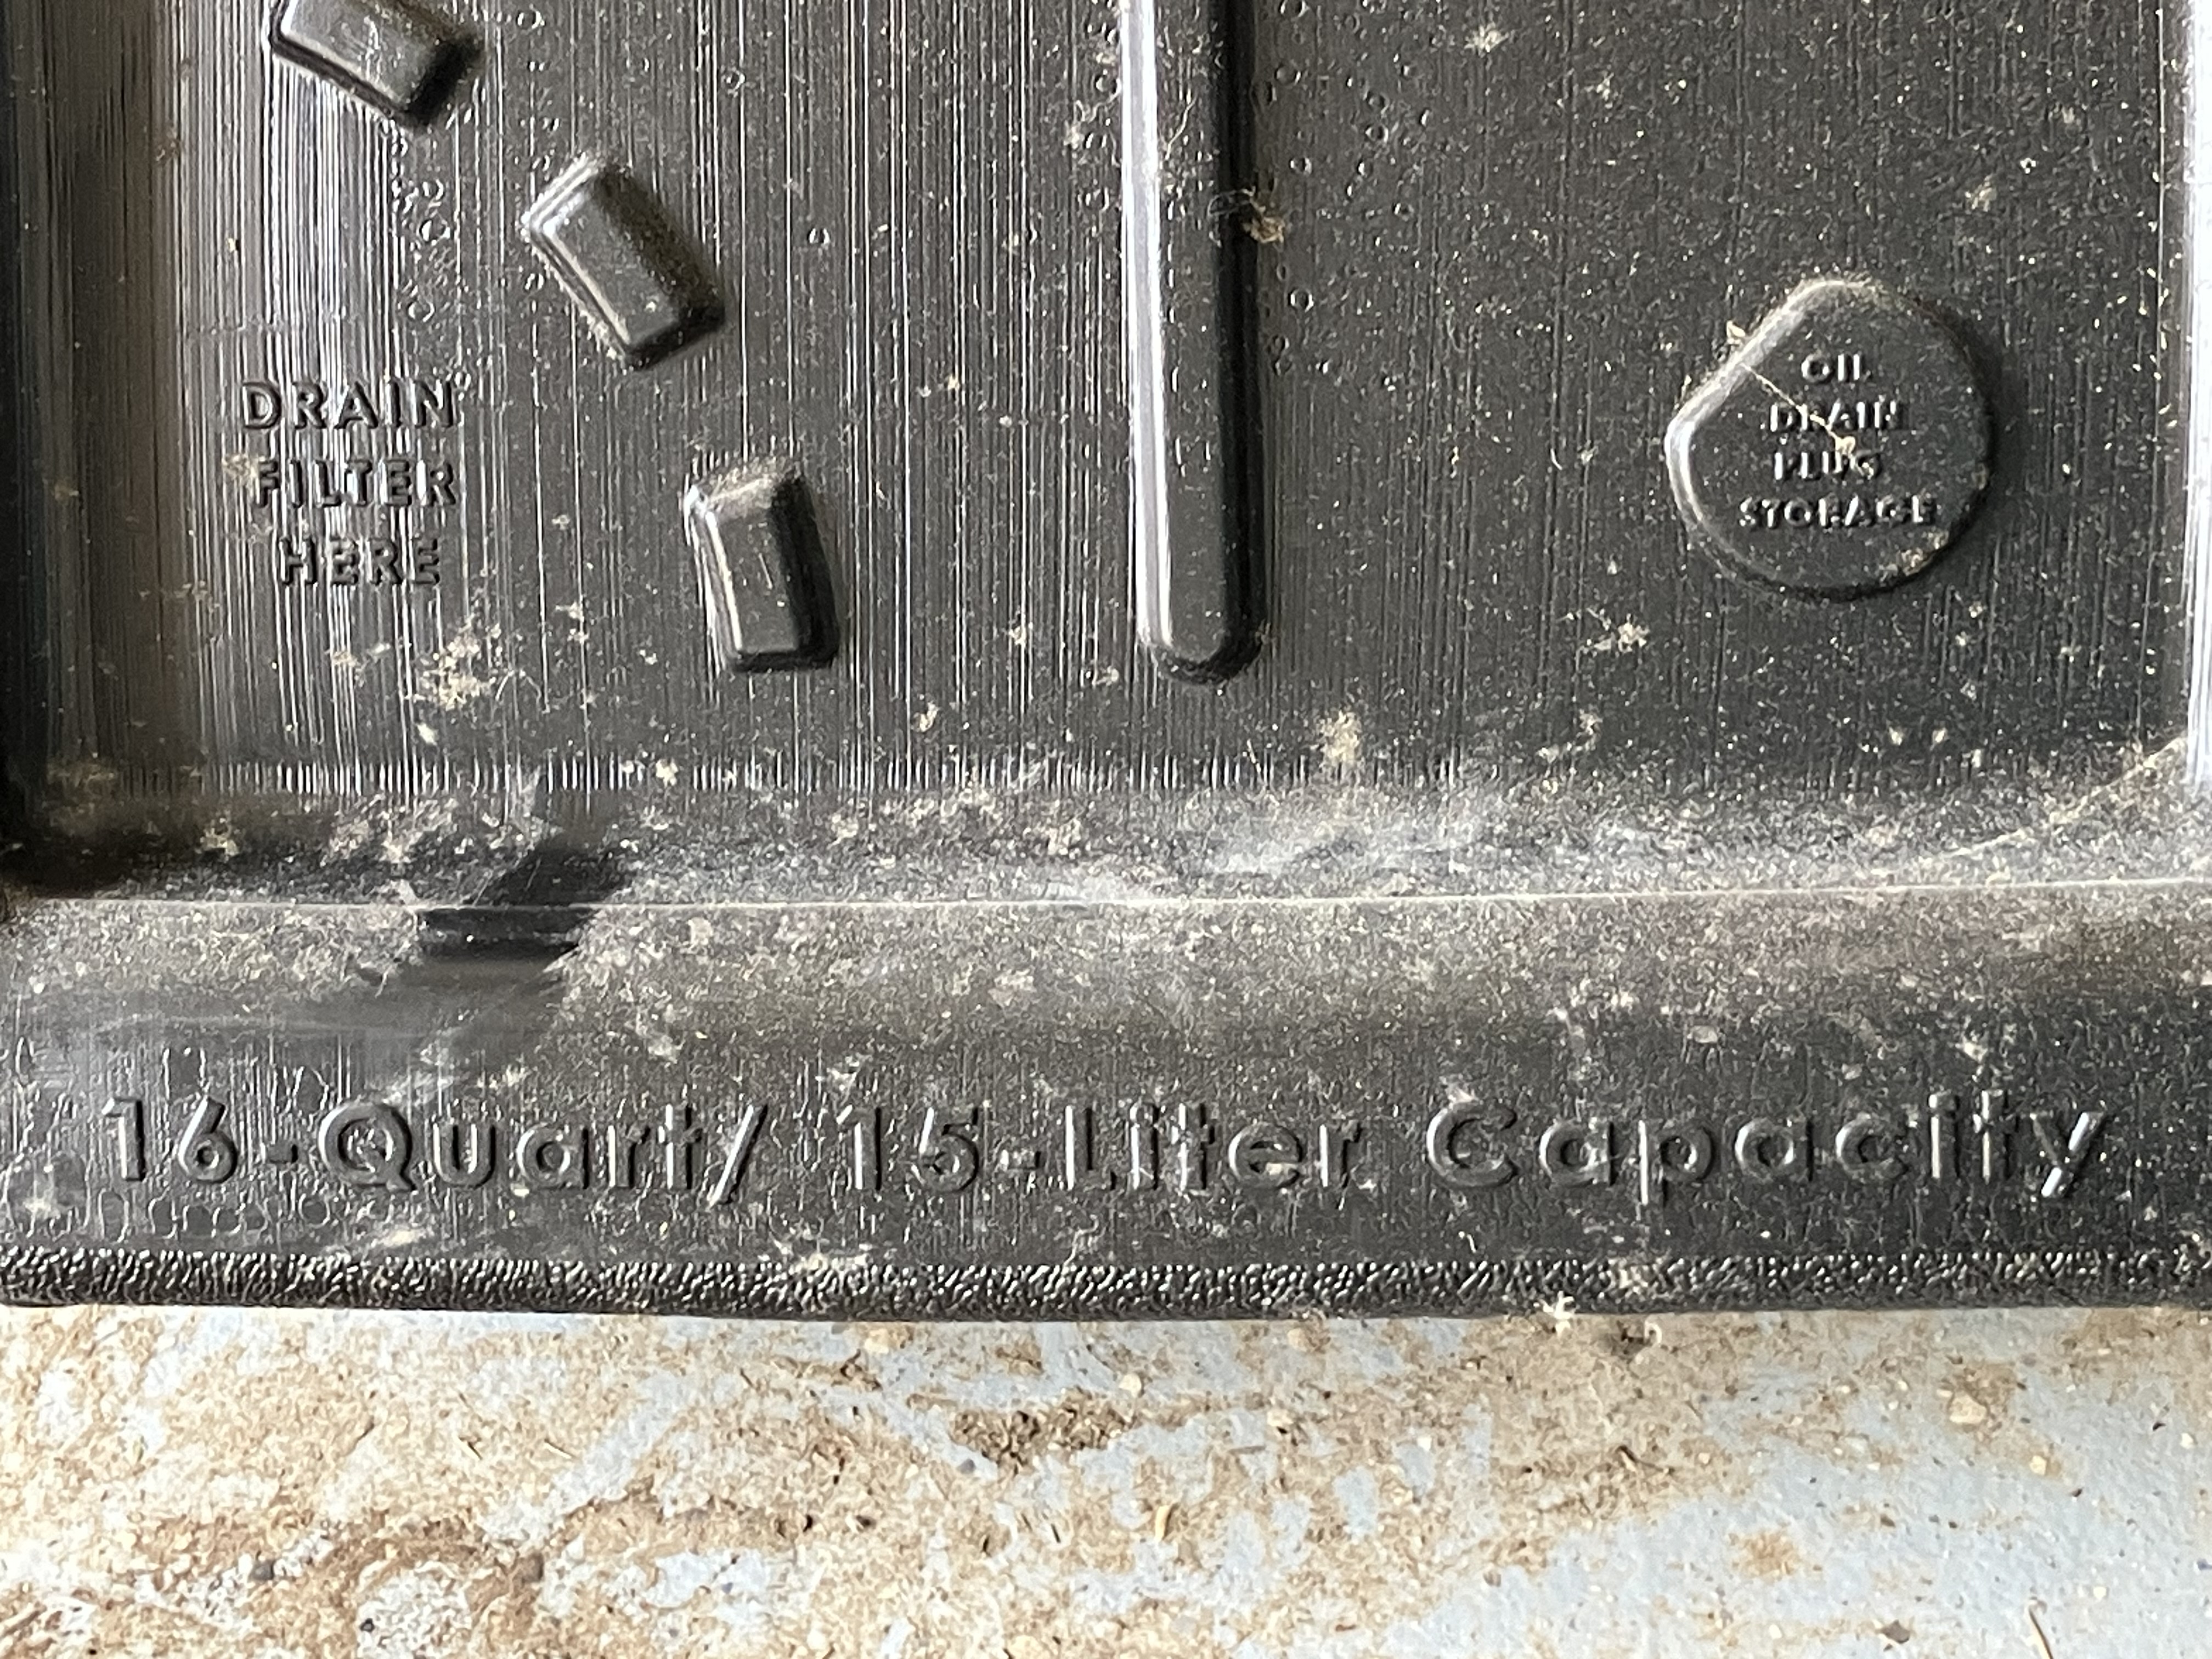 DRAIN
FILTER
HERE
OIL
DRAIN
PLUG
STORAGE
16-Quart/ 15-Liter Capacity